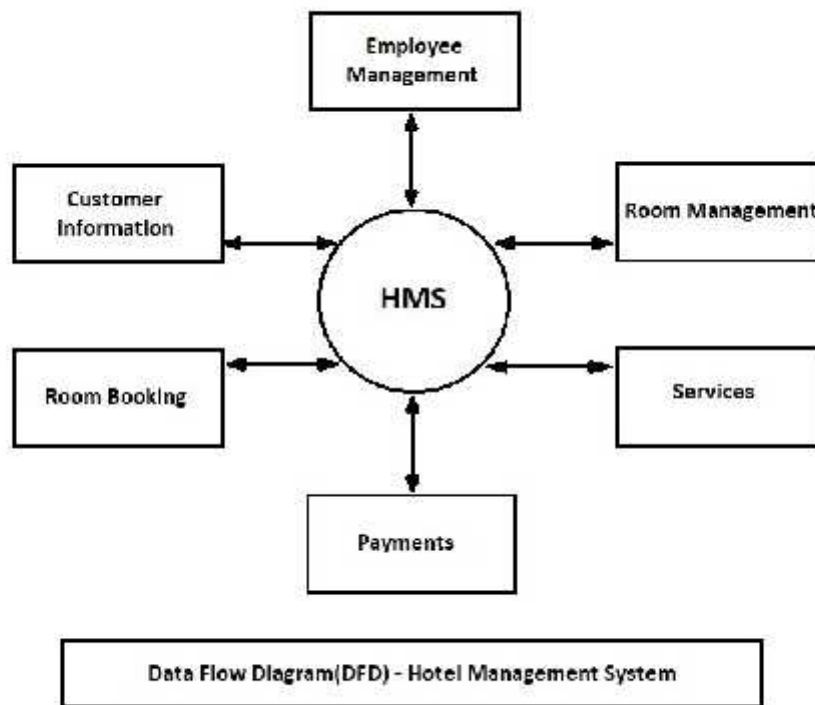 Employee
Management
Customer
Information
Room Management
HMS
Room Booking
Services
Payments
Data Flow Diagram(DFD) - Hotel Management System